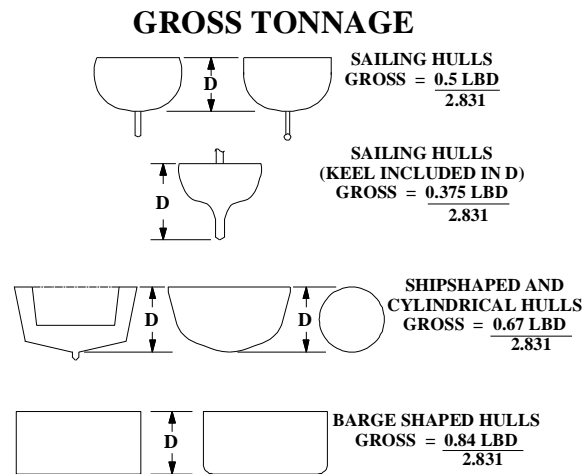 GROSS TONNAGE
D
SAILING HULLS
GROSS = 0.5 LBD
2.831
D
SAILING HULLS
(KEEL INCLUDED IN D)
GROSS = 0.375 LBD
2.831
D
D
SHIPSHAPED AND
CYLINDRICAL HULLS
GROSS = 0.67 LBD
2.831
D
BARGE SHAPED HULLS
GROSS = 0.84 LBD
2.831